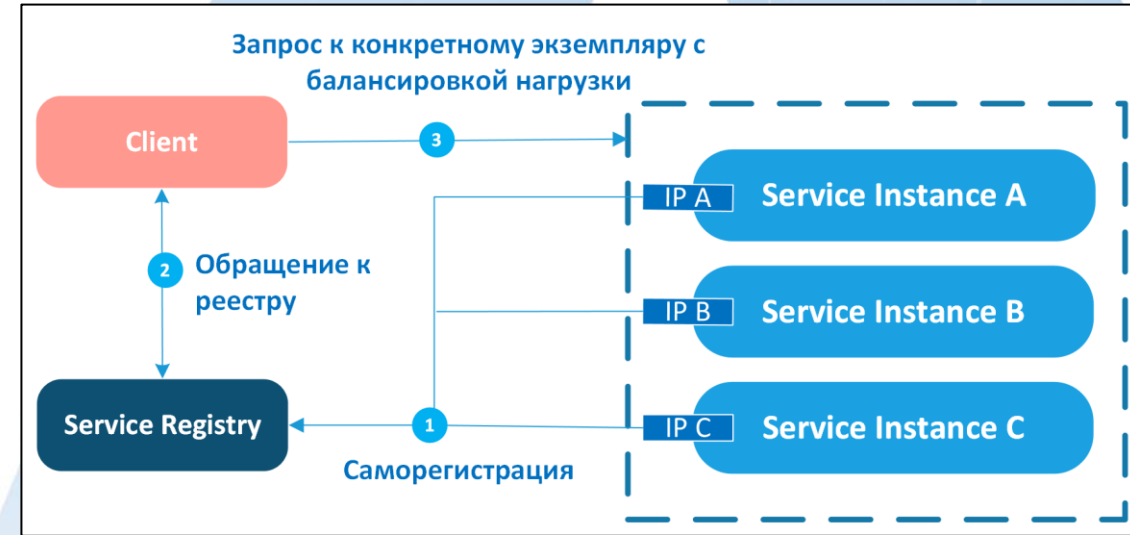 Запрос к конкретному экземпляру с
балансировкой нагрузки
Client
3
IP A
Service Instance A
2
Обращение к
реестру
IP B
Service Instance B
Service Registry
1
IP C
Service Instance C
Саморегистрация